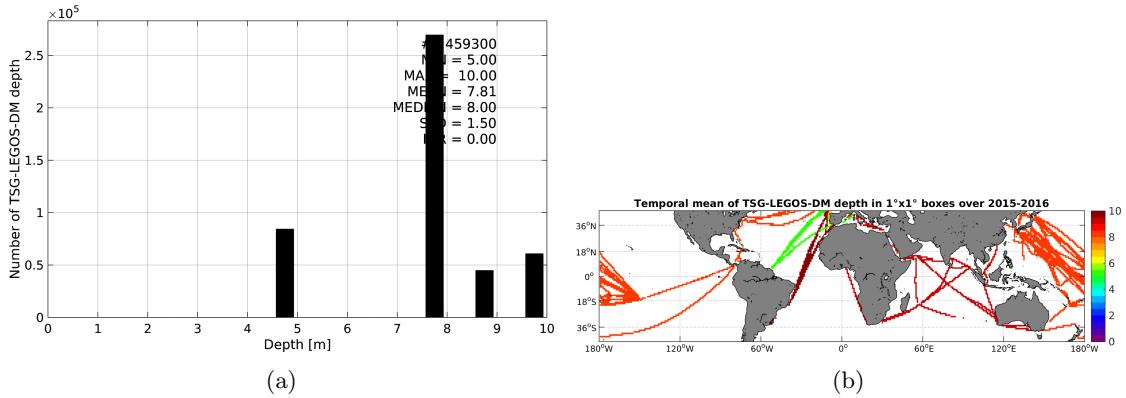 ×10⁵
2.5
2
1.5
1
0.5
0
Number of TSG-LEGOS-DM depth
459300
= 5.00
= 10.00
= 7.81
= 8.00
= 1.50
= 0.00
0 1 2 3 4 5 6 7 8 9 10
Depth [m]
(a)
Temporal mean of TSG-LEGOS-DM depth in 1°x1° boxes over 2015-2016
36°N
18°N
0°
18°S
36°S
180°W 120°W 60°W 0° 60°E 120°E 180°W
10
8
6
4
2
0
(b)